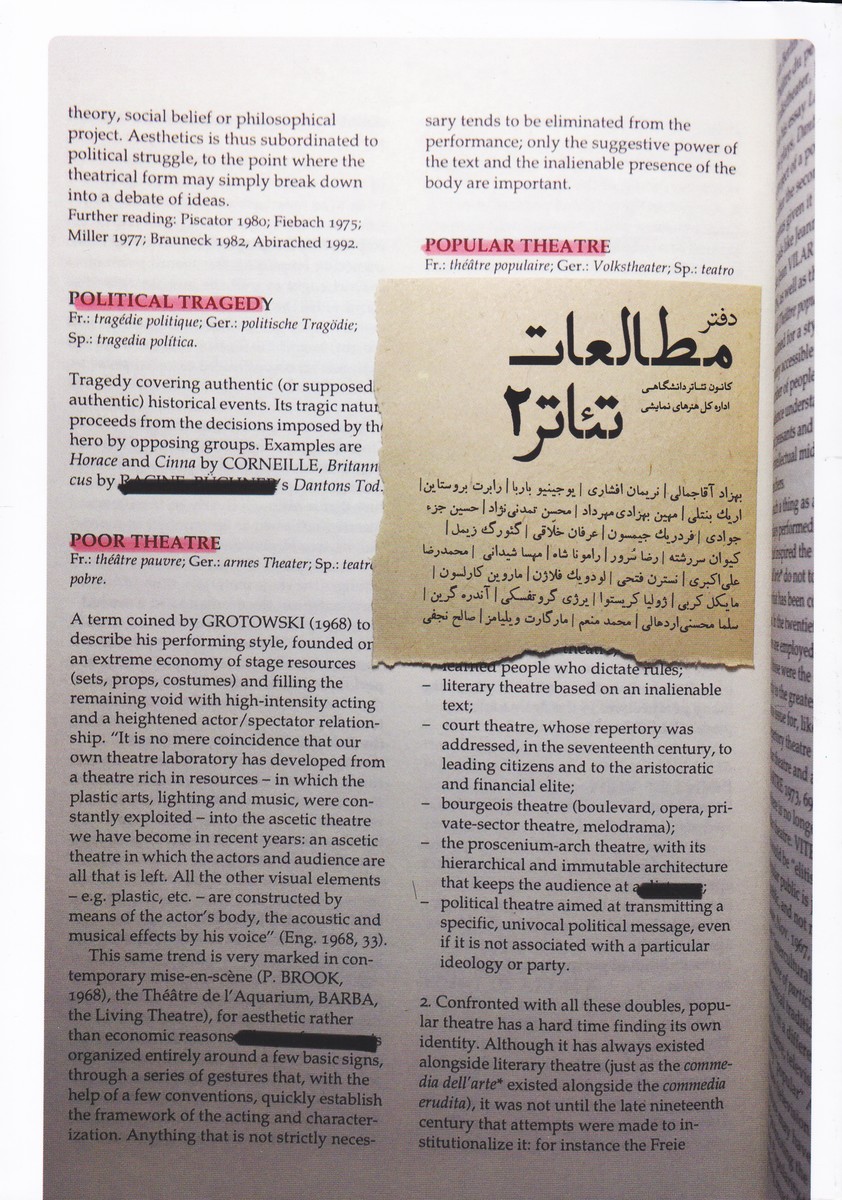 theory, social belief or philosophical
project. Aesthetics is thus subordinated to
political struggle, to the point where the
theatrical form may simply break down
into a debate of ideas.
Further reading: Piscator 1980; Fiebach 1975;
Miller 1977; Brauneck 1982, Abirached 1992.
POLITICAL TRAGEDY
Fr.: tragédie politique; Ger.: politische Tragödie;
Sp.: tragedia política.
Tragedy covering authentic (or supposed
authentic) historical events. Its tragic natur
proceeds from the decisions imposed by th
hero by opposing groups. Examples are
Horace and Cinna by CORNEILLE, Britann
cus by RACINE, BÜCHNER's Dantons Tod.
POOR THEATRE
Fr.: théâtre pauvre; Ger.: armes Theater; Sp.: teatro
pobre.
A term coined by GROTOWSKI (1968) to
describe his performing style, founded on
an extreme economy of stage resources
(sets, props, costumes) and filling the
remaining void with high-intensity acting
and a heightened actor/spectator relation-
ship. “It is no mere coincidence that our
own theatre laboratory has developed from
a theatre rich in resources – in which the
plastic arts, lighting and music, were con-
stantly exploited – into the ascetic theatre
we have become in recent years: an ascetic
theatre in which the actors and audience are
all that is left. All the other visual elements
– e.g. plastic, etc. – are constructed by
means of the actor's body, the acoustic and
musical effects by his voice” (Eng. 1968, 33).
This same trend is very marked in con-
temporary mise-en-scène (P. BROOK,
1968), the Théâtre de l'Aquarium, BARBA,
the Living Theatre), for aesthetic rather
than economic reasons
organized entirely around a few basic signs,
through a series of gestures that, with the
help of a few conventions, quickly establish
the framework of the acting and character-
ization. Anything that is not strictly neces-
sary tends to be eliminated from the
performance; only the suggestive power of
the text and the inalienable presence of the
body are important.
POPULAR THEATRE
Fr.: théâtre populaire; Ger.: Volkstheater; Sp.: teatro
دفتر
مطالعات
تئاتر ۲
کانون تئاتر دانشگاهی
اداره کل هنرهای نمایشی
بهزاد آقاجمالی | نریمان افشاری | یوجینیو باربا | رابرت بروستاین |
اریك بنتلی | مهین بهزادی مهرداد | محسن تمدنی نژاد | حسین جزء
جوادی | فردریك جیمسون | عرفان خلّاقی | گئورگ زیمل |
کیوان سررشته | رضا سُرور | رامونا شاه | مهسا شیدانی | محمدرضا
علی‌اکبری | نسترن فتحی | لودویك فلاژن | ماروین کارلسون |
مایکل کربی | ژولیا کریستوا | یرژی گروتفسکی | آندره گرین |
سلما محسنی‌اردهالی | محمد منعم | مارگارت ویلیامز | صالح نجفی
learned people who dictate rules;
– literary theatre based on an inalienable
text;
– court theatre, whose repertory was
addressed, in the seventeenth century, to
leading citizens and to the aristocratic
and financial elite;
– bourgeois theatre (boulevard, opera, pri-
vate-sector theatre, melodrama);
– the proscenium-arch theatre, with its
hierarchical and immutable architecture
that keeps the audience at
– political theatre aimed at transmitting a
specific, univocal political message, even
if it is not associated with a particular
ideology or party.
2. Confronted with all these doubles, popu-
lar theatre has a hard time finding its own
identity. Although it has always existed
alongside literary theatre (just as the comme-
dia dell'arte* existed alongside the commedia
erudita), it was not until the late nineteenth
century that attempts were made to in-
stitutionalize it: for instance the Freie